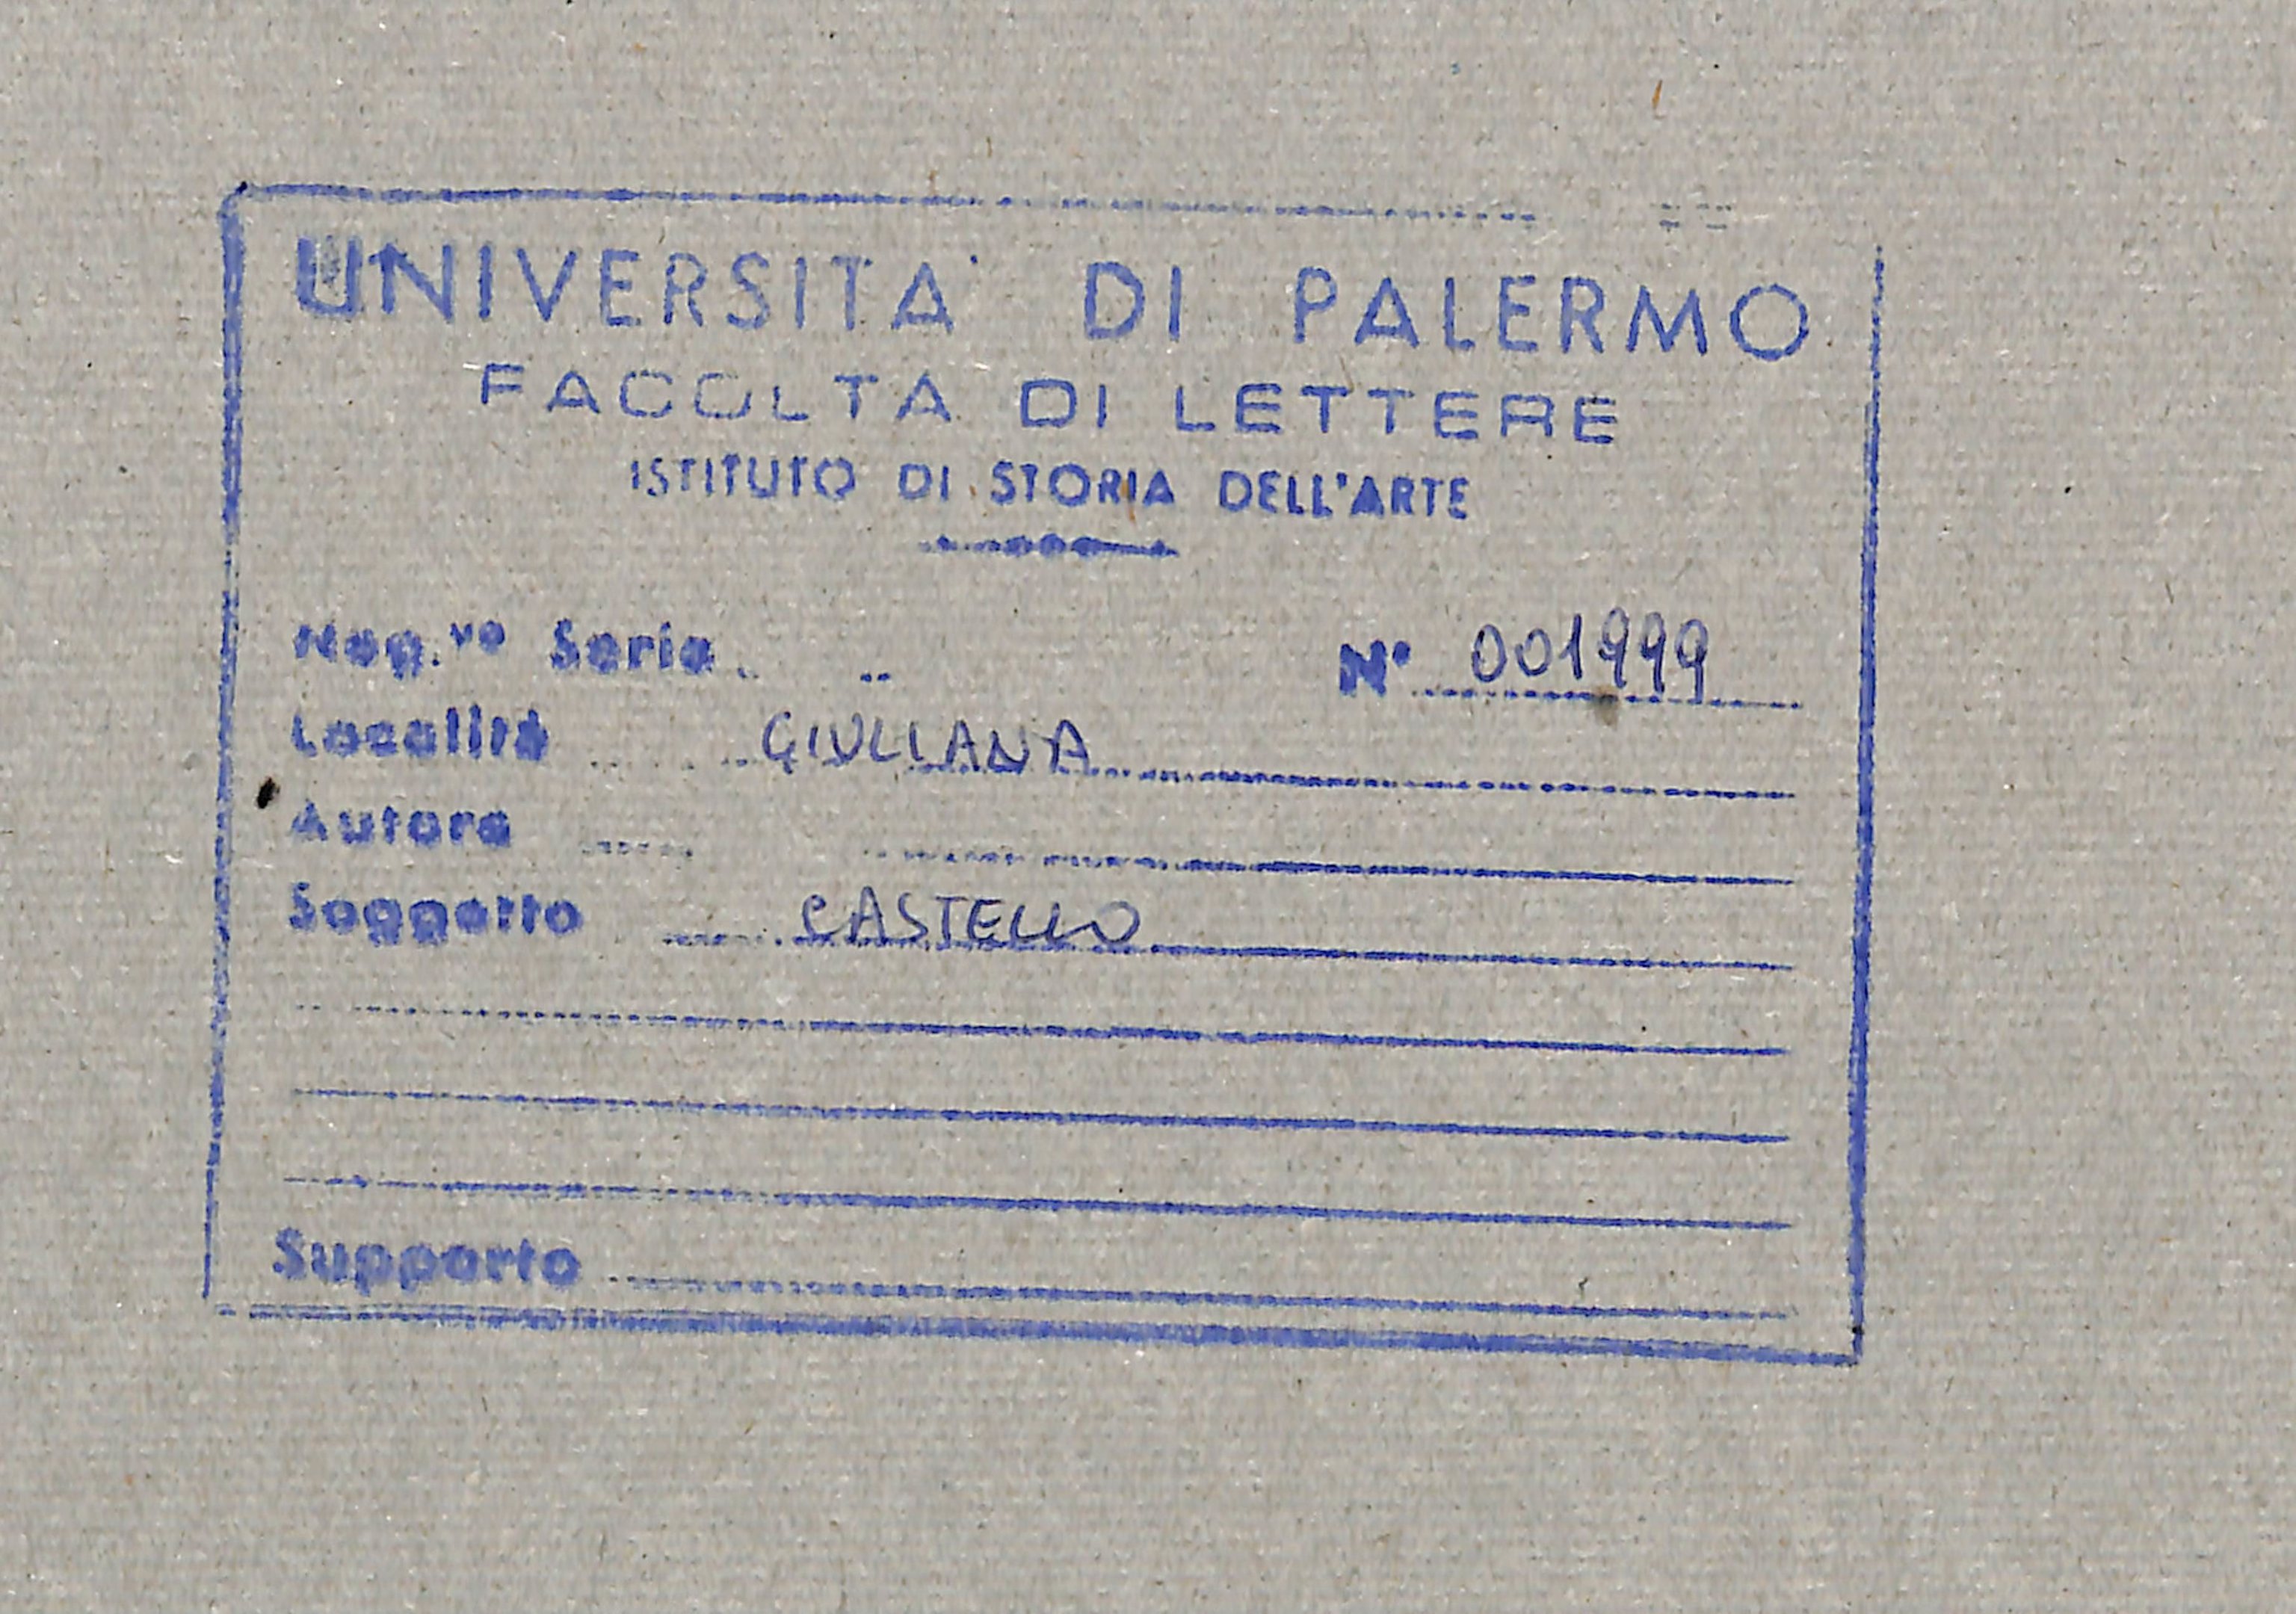 UNIVERSITA' DI PALERMO
FACOLTA DI LETTERE
ISTITUTO DI STORIA DELL'ARTE
Neg.vo Serie N° 001999
Località GIULIANA
Autore
Soggetto CASTELLO
Supporto